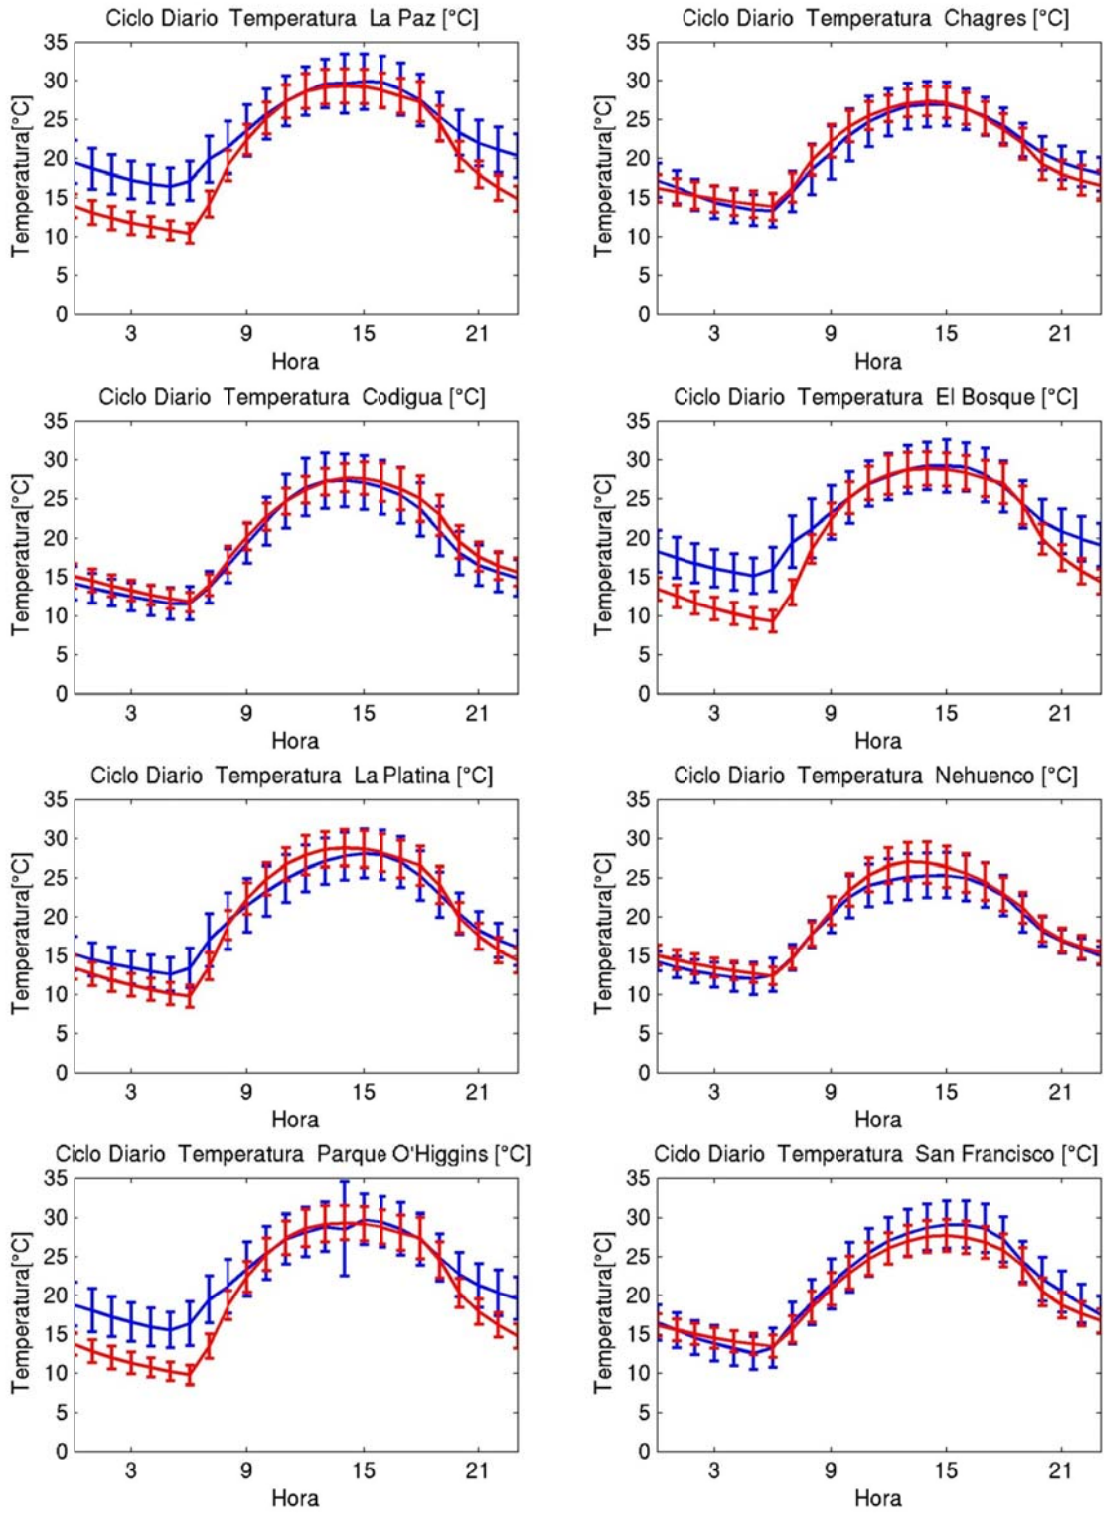 Ciclo Diario Temperatura La Paz [°C]
Temperatura[°C]
35
30
25
20
15
10
5
0
3 9 15 21
Hora
Ciclo Diario Temperatura Chagres [°C]
Temperatura[°C]
35
30
25
20
15
10
5
0
3 9 15 21
Hora
Ciclo Diario Temperatura Codigua [°C]
Temperatura[°C]
35
30
25
20
15
10
5
0
3 9 15 21
Hora
Ciclo Diario Temperatura El Bosque [°C]
Temperatura[°C]
35
30
25
20
15
10
5
0
3 9 15 21
Hora
Ciclo Diario Temperatura La Platina [°C]
Temperatura[°C]
35
30
25
20
15
10
5
0
3 9 15 21
Hora
Ciclo Diario Temperatura Nehuenco [°C]
Temperatura[°C]
35
30
25
20
15
10
5
0
3 9 15 21
Hora
Ciclo Diario Temperatura Parque O'Higgins [°C]
Temperatura[°C]
35
30
25
20
15
10
5
0
3 9 15 21
Hora
Ciclo Diario Temperatura San Francisco [°C]
Temperatura[°C]
35
30
25
20
15
10
5
0
3 9 15 21
Hora